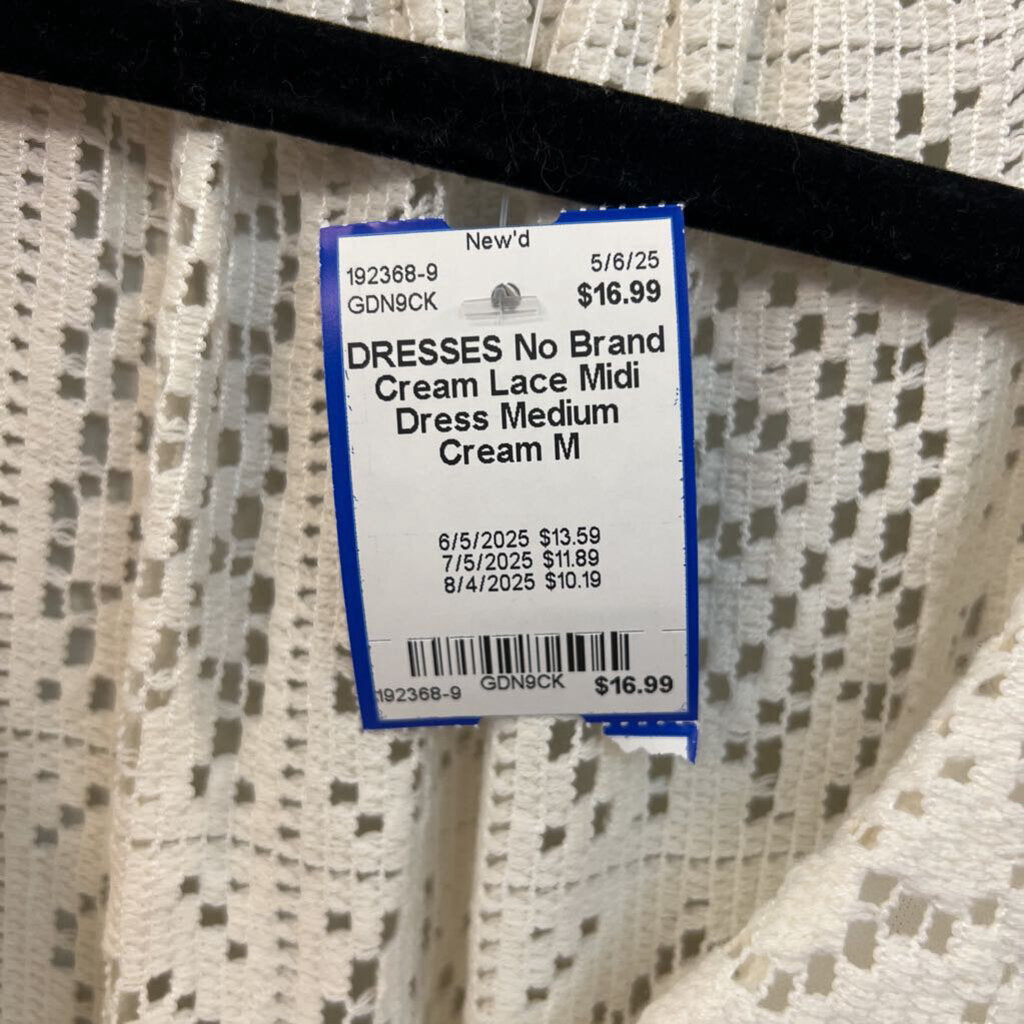 New'd
192368-9 5/6/25
GDN9CK $16.99
DRESSES No Brand
Cream Lace Midi
Dress Medium
Cream M
6/5/2025 $13.59
7/5/2025 $11.89
8/4/2025 $10.19
192368-9 GDN9CK $16.99